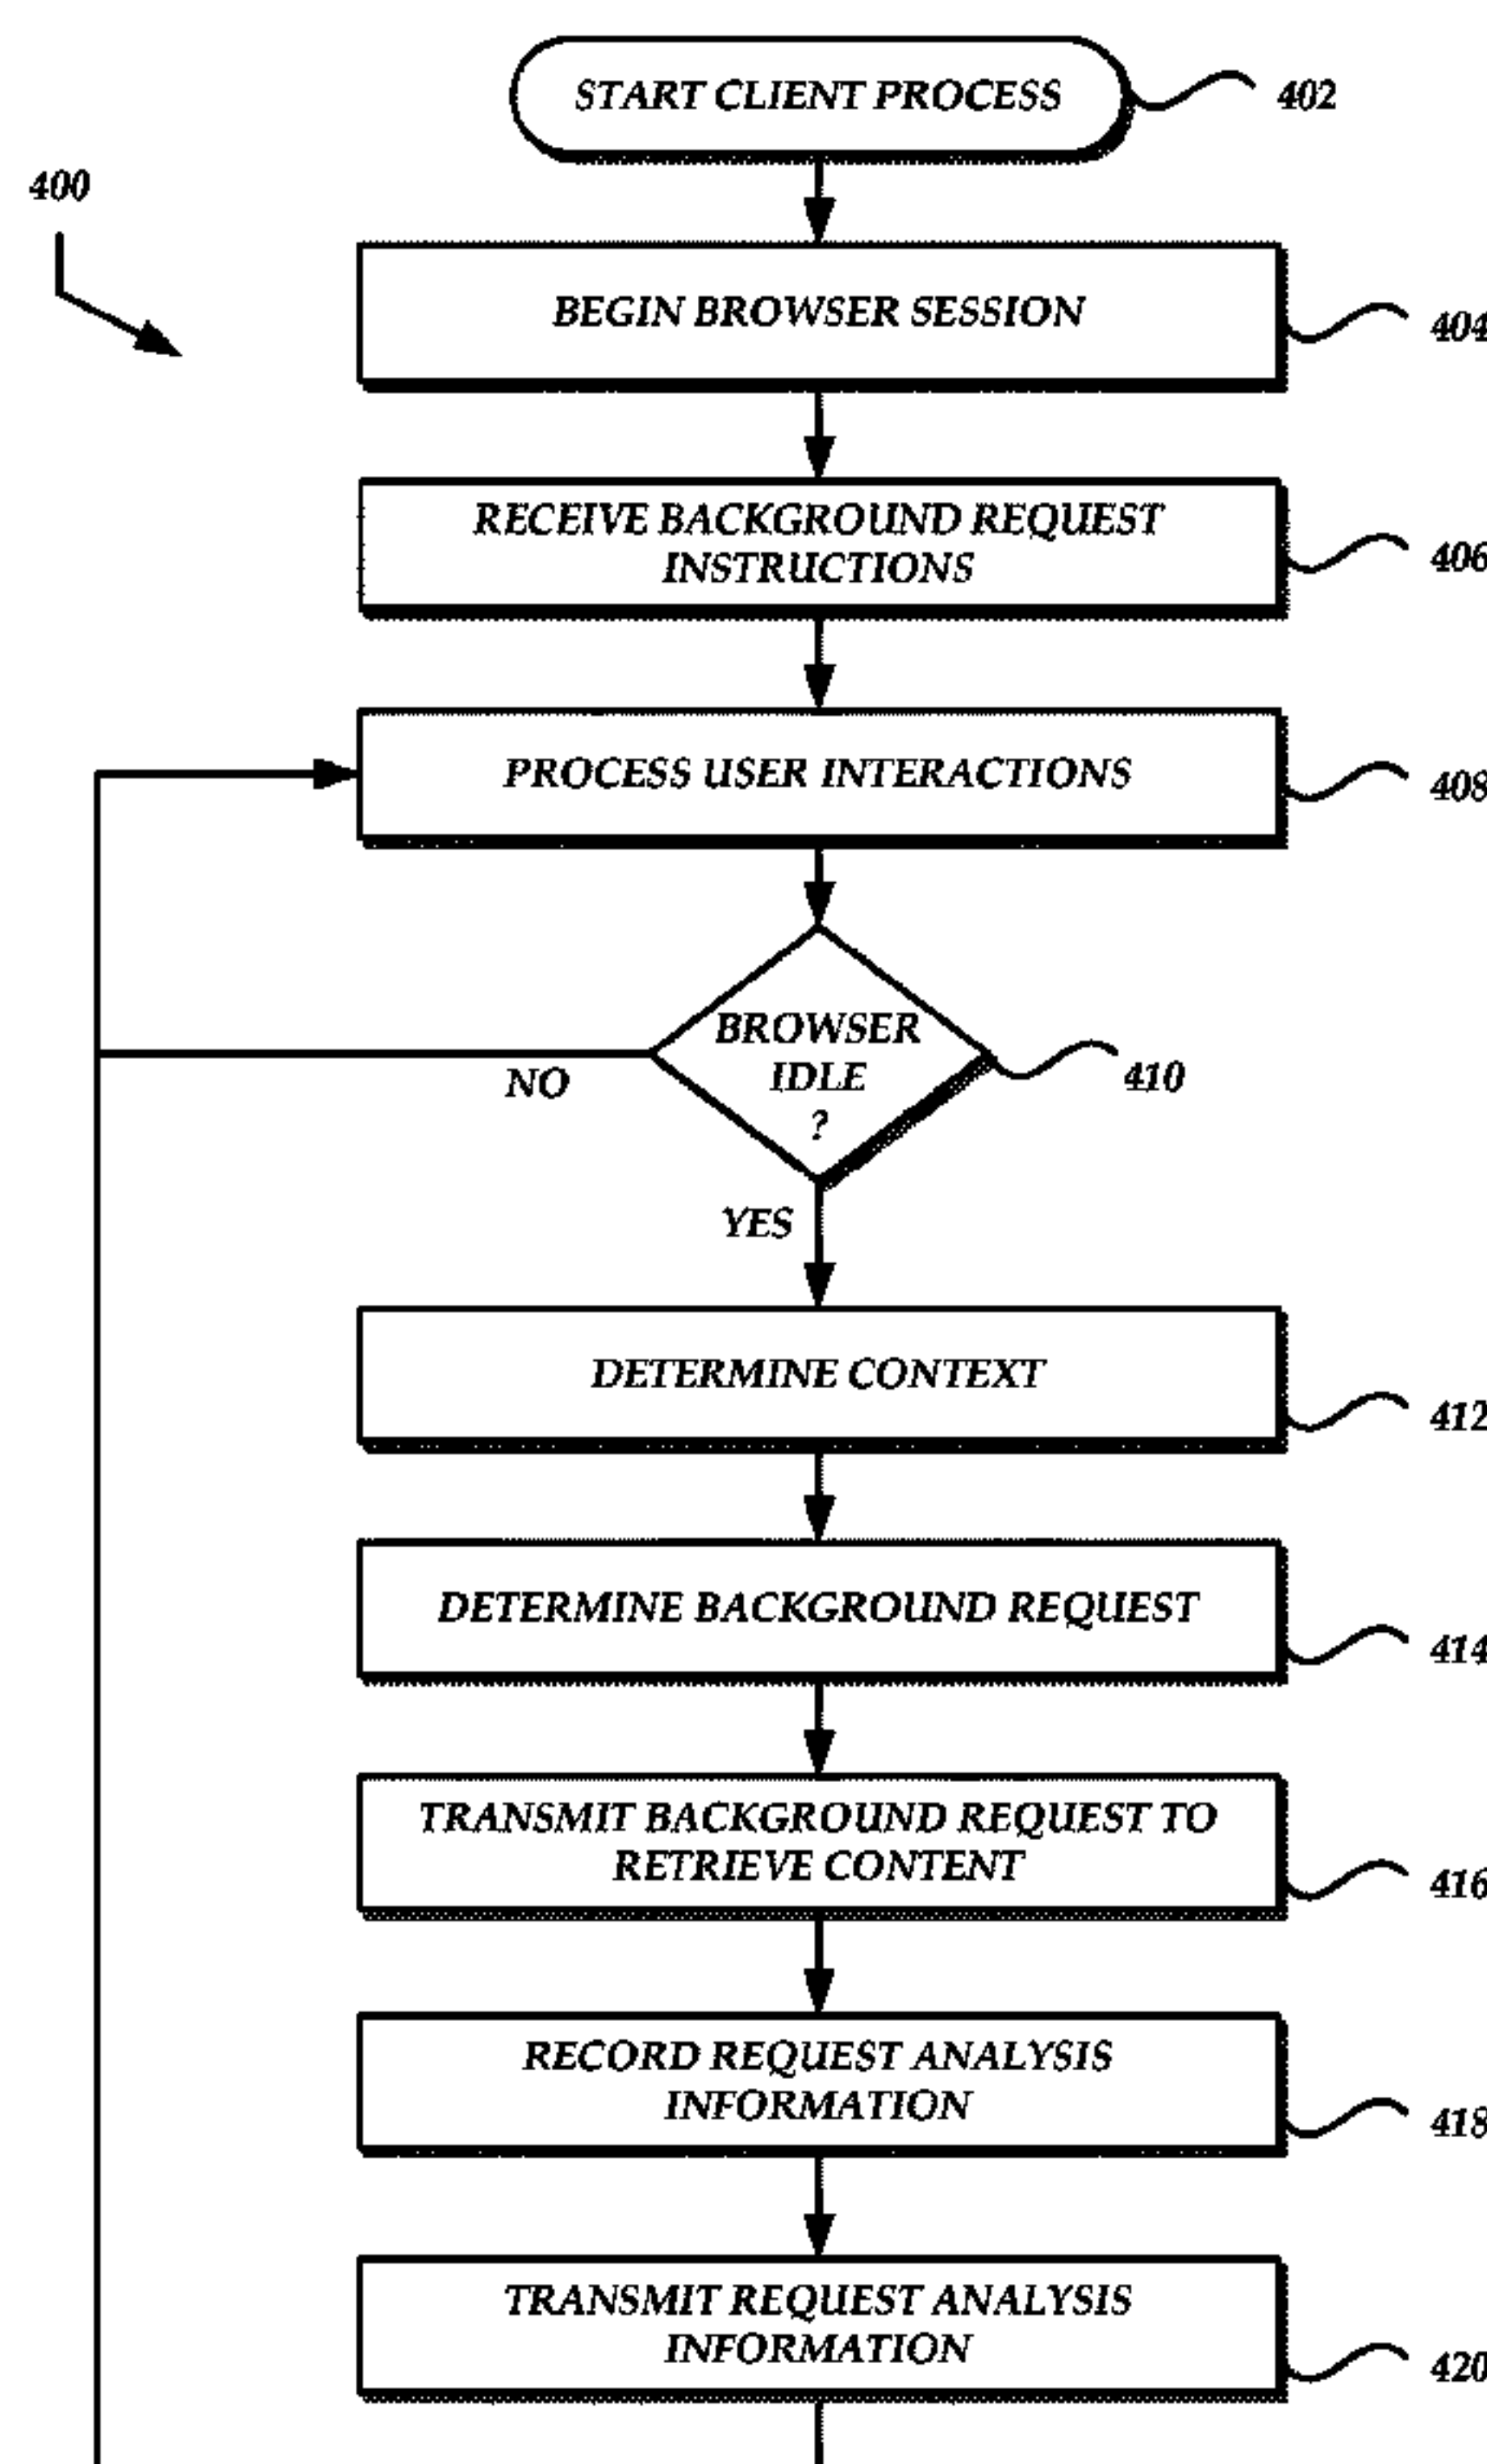 START CLIENT PROCESS
402
400
BEGIN BROWSER SESSION
404
RECEIVE BACKGROUND REQUEST
INSTRUCTIONS
406
PROCESS USER INTERACTIONS
408
BROWSER
IDLE
?
410
NO
YES
DETERMINE CONTEXT
412
DETERMINE BACKGROUND REQUEST
414
TRANSMIT BACKGROUND REQUEST TO
RETRIEVE CONTENT
416
RECORD REQUEST ANALYSIS
INFORMATION
418
TRANSMIT REQUEST ANALYSIS
INFORMATION
420